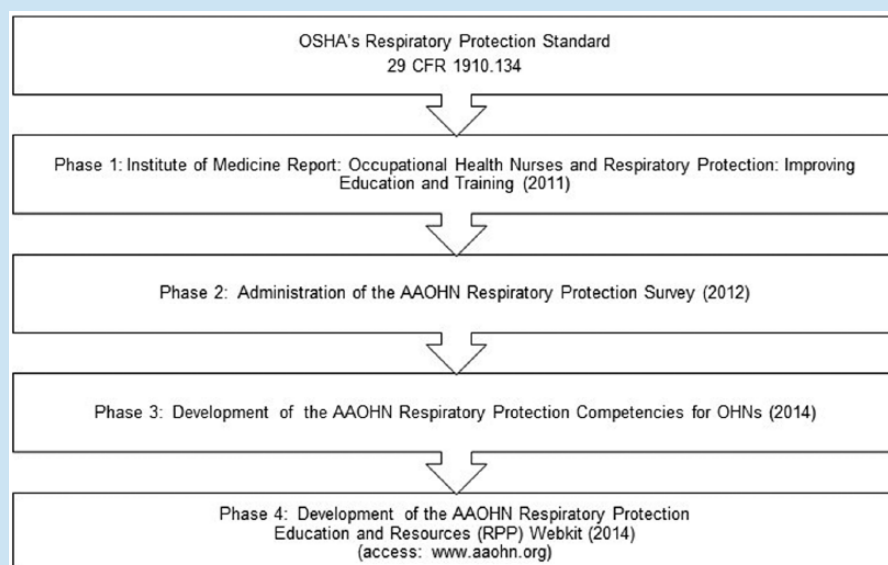 OSHA's Respiratory Protection Standard
29 CFR 1910.134
Phase 1: Institute of Medicine Report: Occupational Health Nurses and Respiratory Protection: Improving
Education and Training (2011)
Phase 2: Administration of the AAOHN Respiratory Protection Survey (2012)
Phase 3: Development of the AAOHN Respiratory Protection Competencies for OHNs (2014)
Phase 4: Development of the AAOHN Respiratory Protection
Education and Resources (RPP) Webkit (2014)
(access: www.aaohn.org)